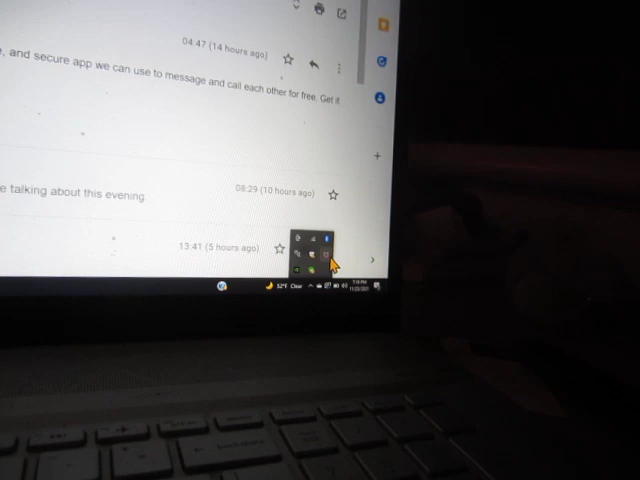 04:47 (14 hours ago)
, and secure app we can use to message and call each other for free. Get it
e talking about this evening
08:29 (10 hours ago)
13:41 (5 hours ago)
52°F Clear